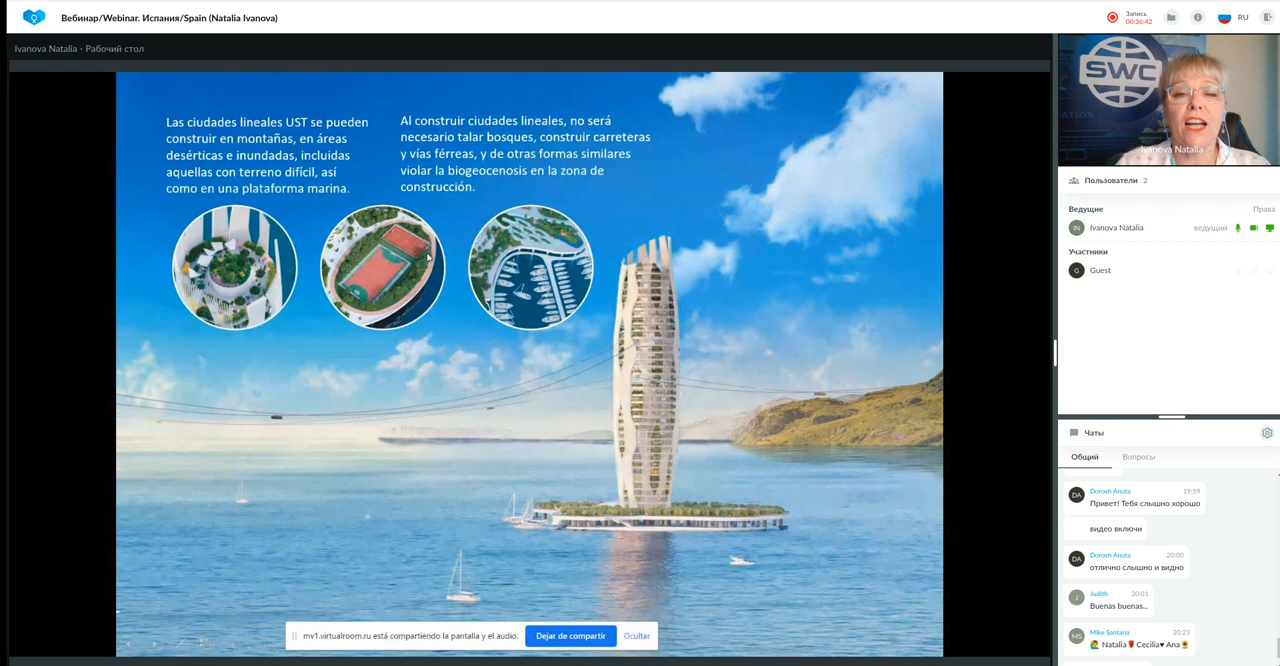 Вебинар/Webinar. Испания/Spain (Natalia Ivanova)
Запись
00:36:42
RU
Ivanova Natalia - Рабочий стол
Las ciudades lineales UST se pueden
construir en montañas, en áreas
desérticas e inundadas, incluidas
aquellas con terreno difícil, así
como en una plataforma marina.
Al construir ciudades lineales, no será
necesario talar bosques, construir carreteras
y vías férreas, y de otras formas similares
violar la biogeocenosis en la zona de
construcción.
mv1.virtualroom.ru está compartiendo la pantalla y el audio.
Dejar de compartir
Ocultar
SWC
Ivanova Natalia
Пользователи 2
Ведущие
Права
IN Ivanova Natalia ведущий
Участники
G Guest
Чаты
Общий
Вопросы
DA Dorosh Anuta 19:59
Привет! Тебя слышно хорошо
видео включи
DA Dorosh Anuta 20:00
отлично слышно и видно
J Judith 20:01
Buenas buenas...
MS Mike Santana 20:23
🙋‍♂️ Natalia🌹Cecilia♥ Ana🌻